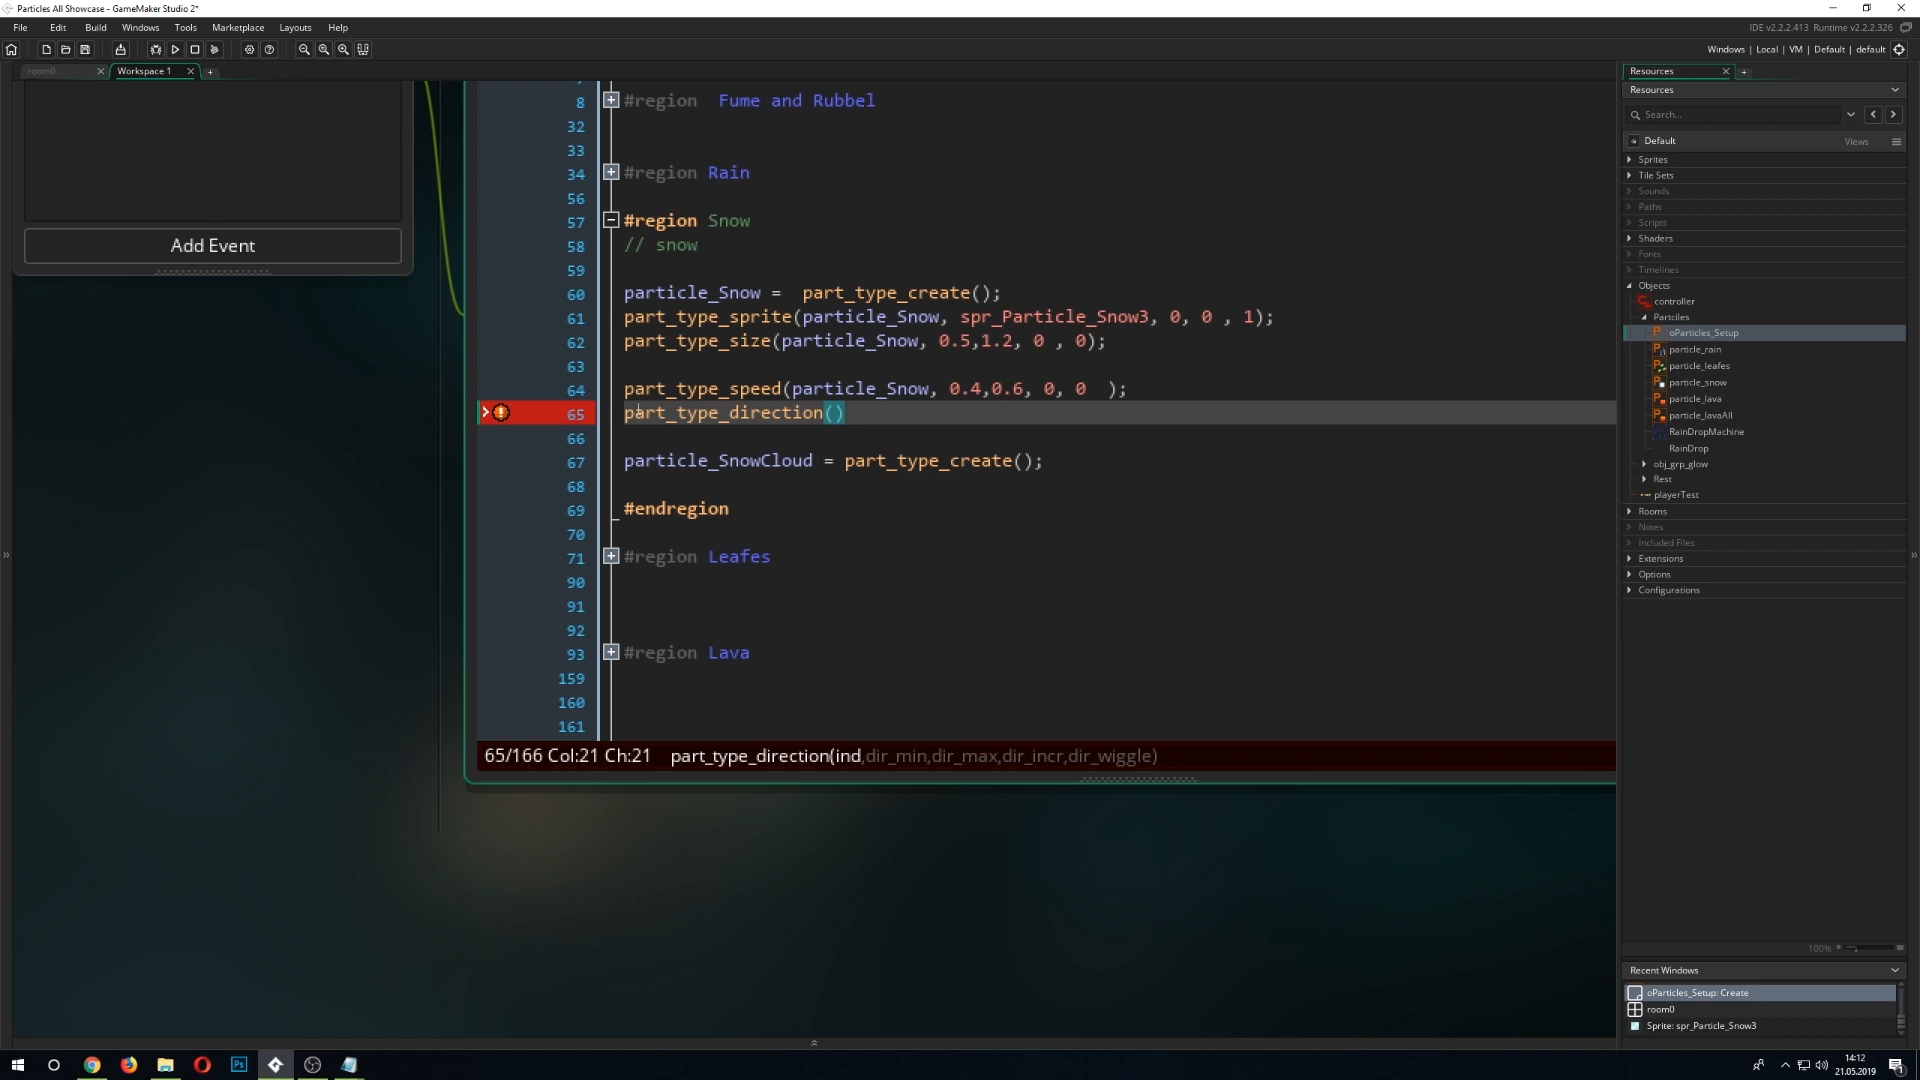 Particles All Showcase - GameMaker Studio 2*
File Edit Build Windows Tools Marketplace Layouts Help
IDE v2.2.2.413 Runtime v2.2.2.326
Windows | Local | VM | Default | default
room0
Workspace 1
Add Event
8 #region  Fume and Rubbel
32
33
34 #region Rain
56
57 #region Snow
58 // snow
59
60 particle_Snow =  part_type_create();
61 part_type_sprite(particle_Snow, spr_Particle_Snow3, 0, 0 , 1);
62 part_type_size(particle_Snow, 0.5,1.2, 0 , 0);
63
64 part_type_speed(particle_Snow, 0.4,0.6, 0, 0  );
65 part_type_direction()
66
67 particle_SnowCloud = part_type_create();
68
69 #endregion
70
71 #region Leafes
90
91
92
93 #region Lava
159
160
161
65/166 Col:21 Ch:21 part_type_direction(ind,dir_min,dir_max,dir_incr,dir_wiggle)
Resources
Resources
Search...
Default Views
Sprites
Tile Sets
Sounds
Paths
Scripts
Shaders
Fonts
Timelines
Objects
controller
Partciles
oParticles_Setup
particle_rain
particle_leafes
particle_snow
particle_lava
particle_lavaAll
RainDropMachine
RainDrop
obj_grp_glow
Rest
playerTest
Rooms
Notes
Included Files
Extensions
Options
Configurations
100%
Recent Windows
oParticles_Setup: Create
room0
Sprite: spr_Particle_Snow3
14:12
21.05.2019